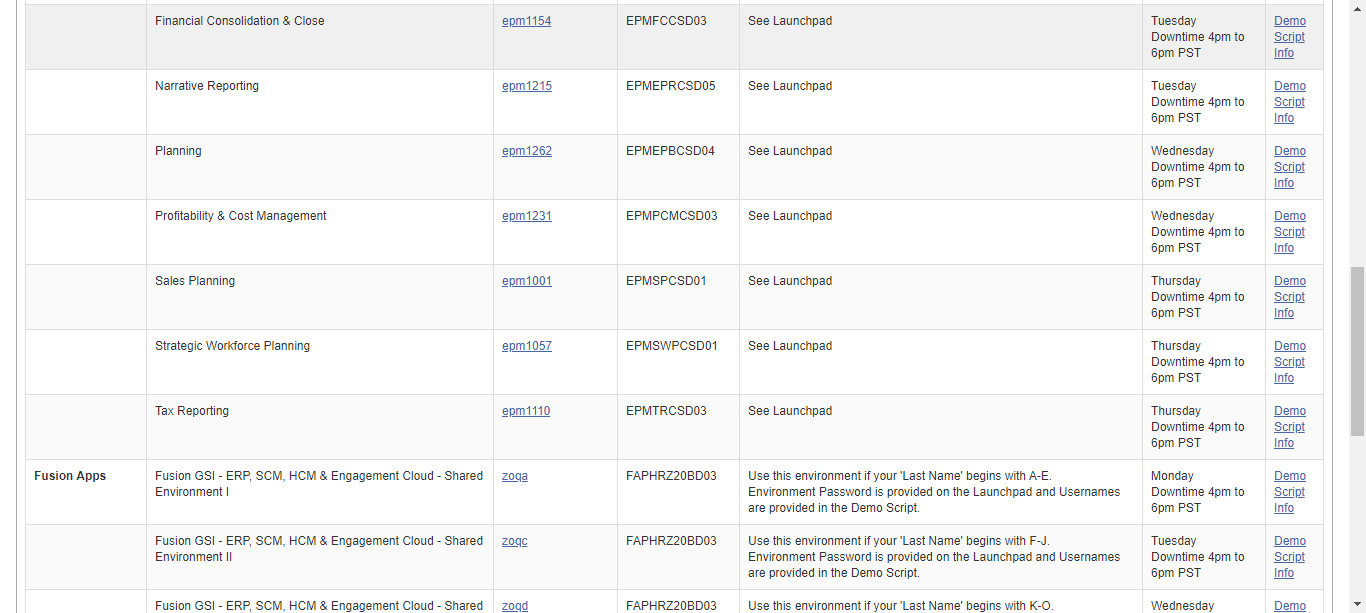 Financial Consolidation & Close epm1154 EPMFCCSD03 See Launchpad Tuesday Demo
Downtime 4pm to Script
6pm PST Info
Narrative Reporting epm1215 EPMEPRCSD05 See Launchpad Tuesday Demo
Downtime 4pm to Script
6pm PST Info
Planning epm1262 EPMEPBCSD04 See Launchpad Wednesday Demo
Downtime 4pm to Script
6pm PST Info
Profitability & Cost Management epm1231 EPMPCMCSD03 See Launchpad Wednesday Demo
Downtime 4pm to Script
6pm PST Info
Sales Planning epm1001 EPMSPCSD01 See Launchpad Thursday Demo
Downtime 4pm to Script
6pm PST Info
Strategic Workforce Planning epm1057 EPMSWPCSD01 See Launchpad Thursday Demo
Downtime 4pm to Script
6pm PST Info
Tax Reporting epm1110 EPMTRCSD03 See Launchpad Thursday Demo
Downtime 4pm to Script
6pm PST Info
Fusion Apps Fusion GSI - ERP, SCM, HCM & Engagement Cloud - Shared zoqa FAPHRZ20BD03 Use this environment if your 'Last Name' begins with A-E. Monday Demo
Environment I Environment Password is provided on the Launchpad and Usernames Downtime 4pm to Script
are provided in the Demo Script. 6pm PST Info
Fusion GSI - ERP, SCM, HCM & Engagement Cloud - Shared zoqc FAPHRZ20BD03 Use this environment if your 'Last Name' begins with F-J. Tuesday Demo
Environment II Environment Password is provided on the Launchpad and Usernames Downtime 4pm to Script
are provided in the Demo Script. 6pm PST Info
Fusion GSI - ERP, SCM, HCM & Engagement Cloud - Shared zoqd FAPHRZ20BD03 Use this environment if your 'Last Name' begins with K-O. Wednesday Demo